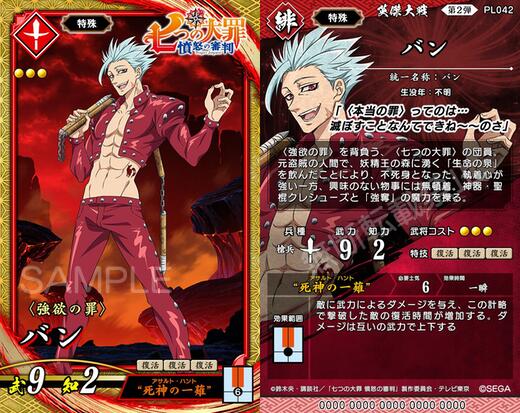 特殊
七つの大罪
憤怒の審判
SAMPLE
〈強欲の罪〉
バン
復活 復活 復活
武9 知2
アサルト・ハント
“死神の一薙”
6
絆
特殊
英傑大戦
第2弾
PL042
バン
統一名称：バン
生没年：不明
「〈本当の罪〉ってのは…
滅ぼすことなんてできね〜〜のさ」
〈強欲の罪〉を背負う、〈七つの大罪〉の団員。
元盗賊の人間で、妖精王の森に湧く「生命の泉」
を飲んだことにより、不死身となった。執着心が
強い一方、興味のない物事には無頓着。神器・聖
棍クレシューズと「強奪」の魔力を操る。
兵種 武力 知力 武将コスト
槍兵 9 2
特技 復活 復活 復活
アサルト・ハント
“死神の一薙”
必要士気 6
効果時間 一瞬
効果範囲
敵に武力によるダメージを与え、この計略
で撃破した敵の復活時間が増加する。ダ
メージは互いの武力で上下する
©鈴木央・講談社／「七つの大罪 憤怒の審判」製作委員会・テレビ東京
©SEGA
0000-0000-0000-0000-0000